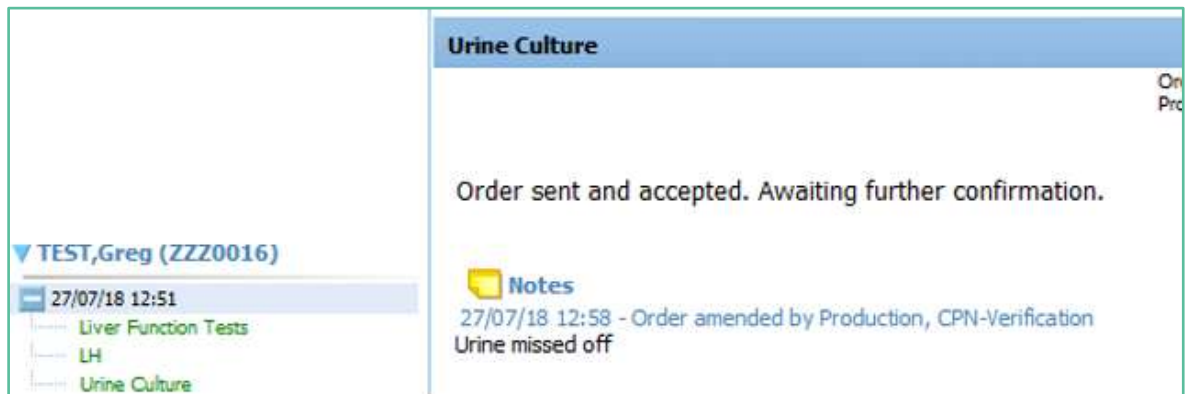 Urine Culture
Order sent and accepted. Awaiting further confirmation.
TEST,Greg (ZZZ0016)
27/07/18 12:51
Liver Function Tests
LH
Urine Culture
Notes
27/07/18 12:58 - Order amended by Production, CPN-Verification
Urine missed off